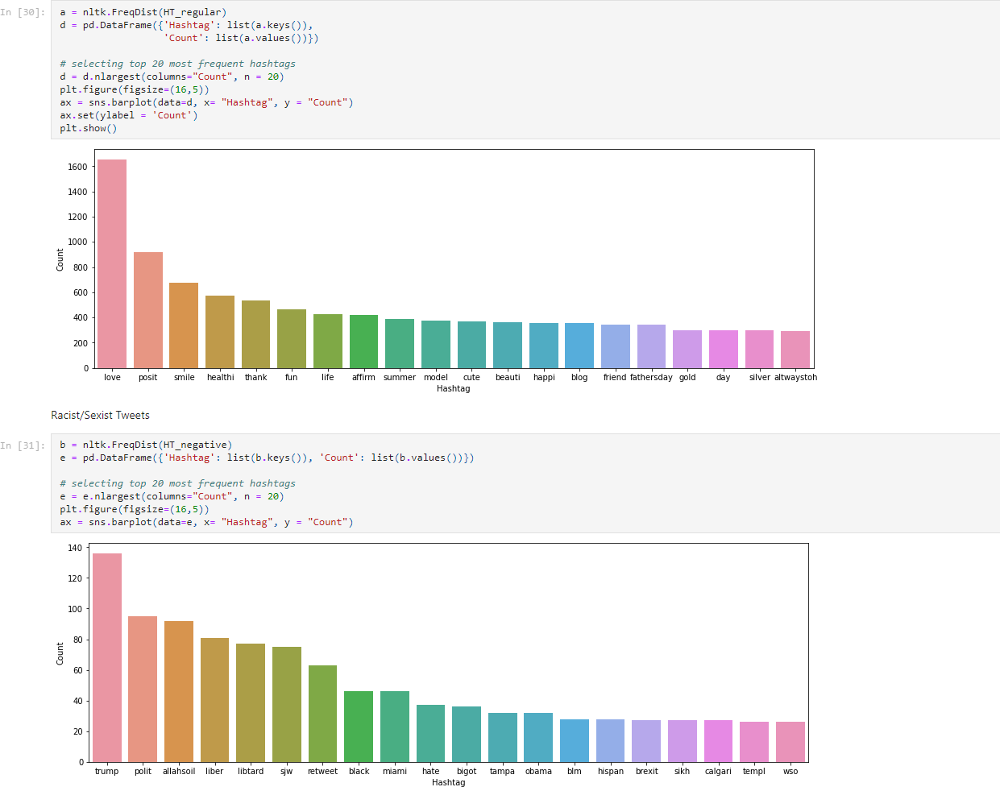 In [30]:
a = nltk.FreqDist(HT_regular)
d = pd.DataFrame({'Hashtag': list(a.keys()),
'Count': list(a.values())})
# selecting top 20 most frequent hashtags
d = d.nlargest(columns="Count", n = 20)
plt.figure(figsize=(16,5))
ax = sns.barplot(data=d, x= "Hashtag", y = "Count")
ax.set(ylabel = 'Count')
plt.show()
1600
1400
1200
1000
800
600
400
200
0
Count
love posit smile healthi thank fun life affirm summer model cute beauti happi blog friend fathersday gold day silver altwaystoh
Hashtag
Racist/Sexist Tweets
In [31]:
b = nltk.FreqDist(HT_negative)
e = pd.DataFrame({'Hashtag': list(b.keys()), 'Count': list(b.values())})
# selecting top 20 most frequent hashtags
e = e.nlargest(columns="Count", n = 20)
plt.figure(figsize=(16,5))
ax = sns.barplot(data=e, x= "Hashtag", y = "Count")
140
120
100
80
60
40
20
0
Count
trump polit allahsoil liber libtard sjw retweet black miami hate bigot tampa obama blm hispan brexit sikh calgari templ wso
Hashtag